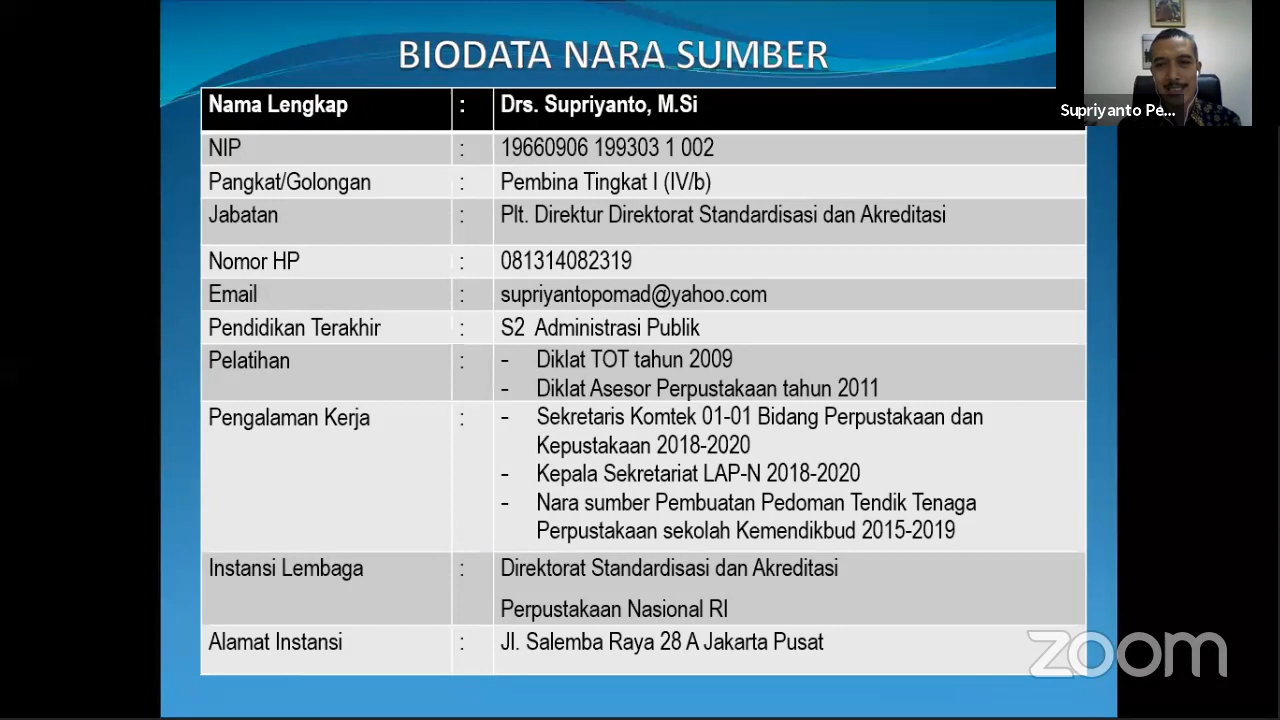 BIODATA NARA SUMBER
Nama Lengkap : Drs. Supriyanto, M.Si
Supriyanto Pe...
NIP : 19660906 199303 1 002
Pangkat/Golongan : Pembina Tingkat I (IV/b)
Jabatan : Plt. Direktur Direktorat Standardisasi dan Akreditasi
Nomor HP : 081314082319
Email : supriyantopomad@yahoo.com
Pendidikan Terakhir : S2 Administrasi Publik
Pelatihan : - Diklat TOT tahun 2009
- Diklat Asesor Perpustakaan tahun 2011
Pengalaman Kerja : - Sekretaris Komtek 01-01 Bidang Perpustakaan dan
Kepustakaan 2018-2020
- Kepala Sekretariat LAP-N 2018-2020
- Nara sumber Pembuatan Pedoman Tendik Tenaga
Perpustakaan sekolah Kemendikbud 2015-2019
Instansi Lembaga : Direktorat Standardisasi dan Akreditasi
Perpustakaan Nasional RI
Alamat Instansi : Jl. Salemba Raya 28 A Jakarta Pusat
zoom